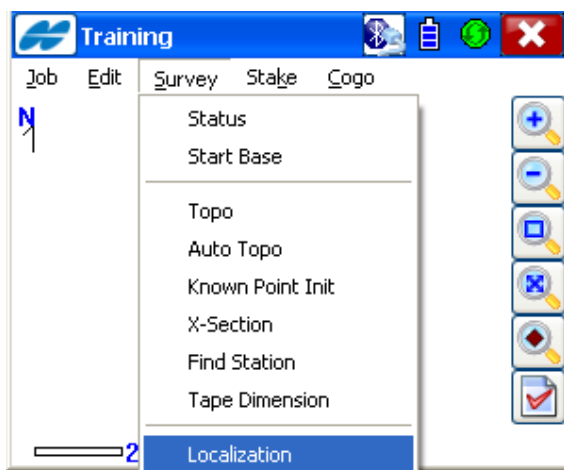 Training
Job Edit Survey Stake Cogo
N
Status
Start Base
Topo
Auto Topo
Known Point Init
X-Section
Find Station
Tape Dimension
2
Localization